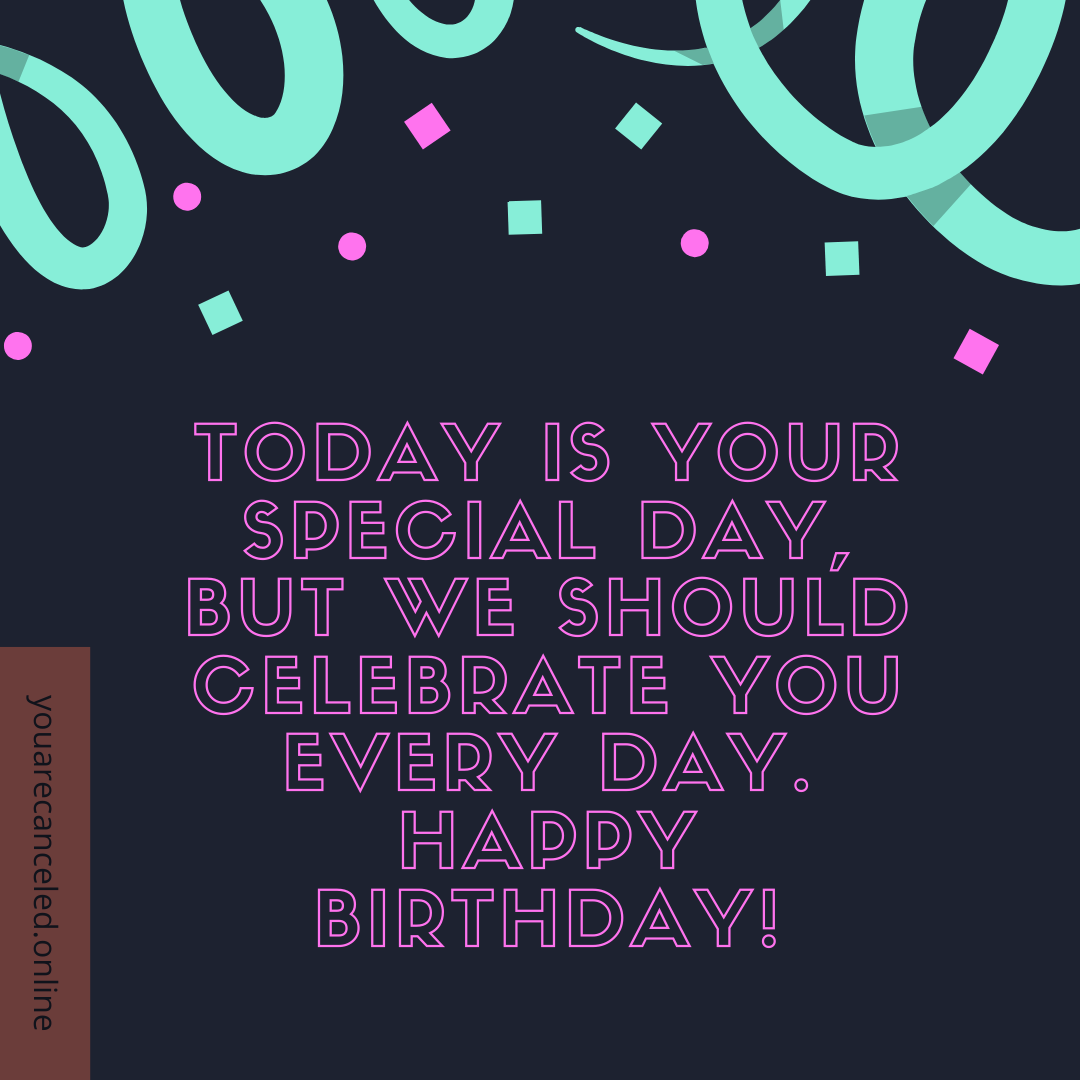 TODAY IS YOUR
SPECIAL DAY,
BUT WE SHOULD
CELEBRATE YOU
EVERY DAY.
HAPPY
BIRTHDAY!
youarecanceled.online